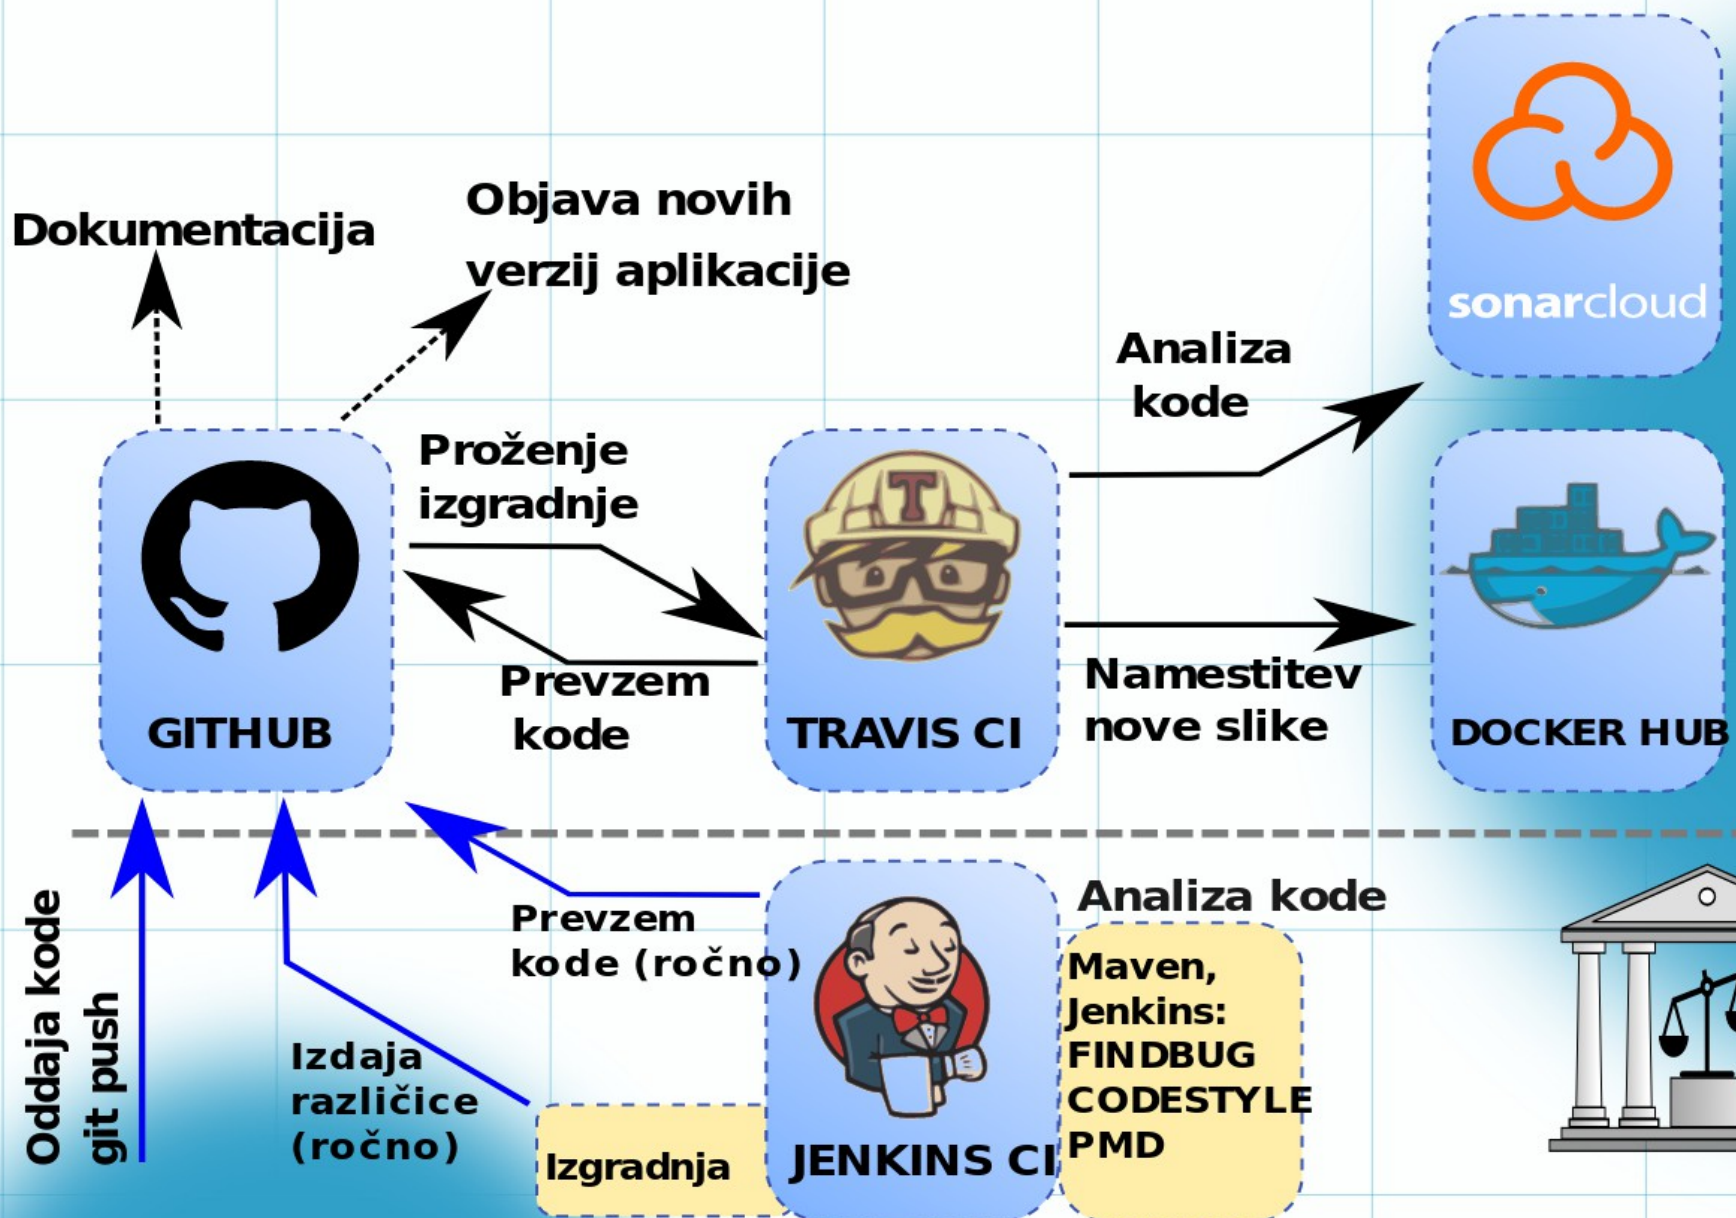 Dokumentacija
Objava novih
verzij aplikacije
sonarcloud
Analiza
kode
Proženje
izgradnje
T
Prevzem
kode
GITHUB
TRAVIS CI
Namestitev
nove slike
DOCKER HUB
Oddaja kode
git push
Izdaja
različice
(ročno)
Prevzem
kode (ročno)
Izgradnja
JENKINS CI
Analiza kode
Maven,
Jenkins:
FINDBUG
CODESTYLE
PMD